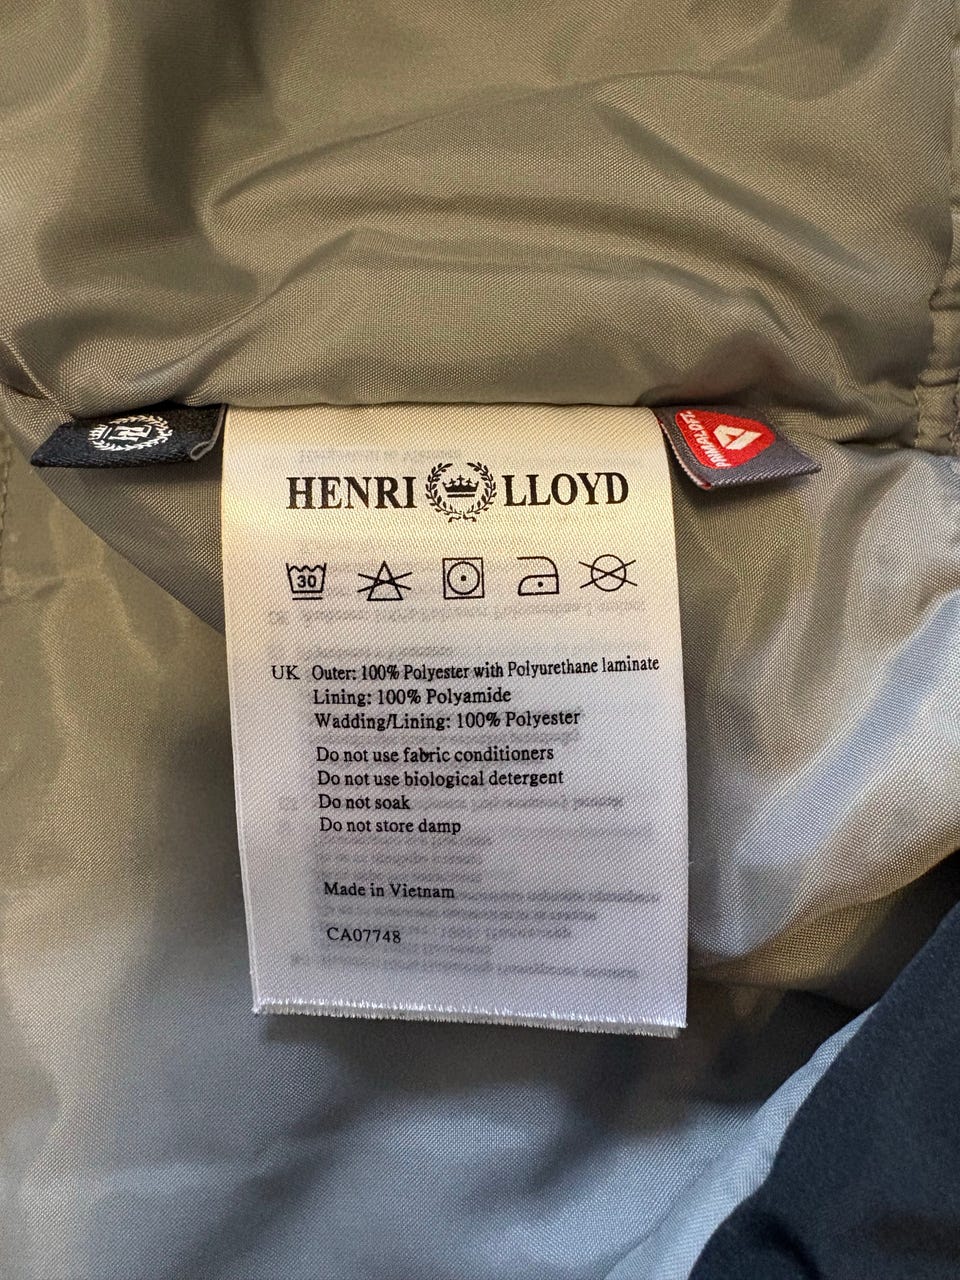 HL
PRIMALOFT
HENRI LLOYD
30
UK Outer: 100% Polyester with Polyurethane laminate
Lining: 100% Polyamide
Wadding/Lining: 100% Polyester
Do not use fabric conditioners
Do not use biological detergent
Do not soak
Do not store damp
Made in Vietnam
CA07748